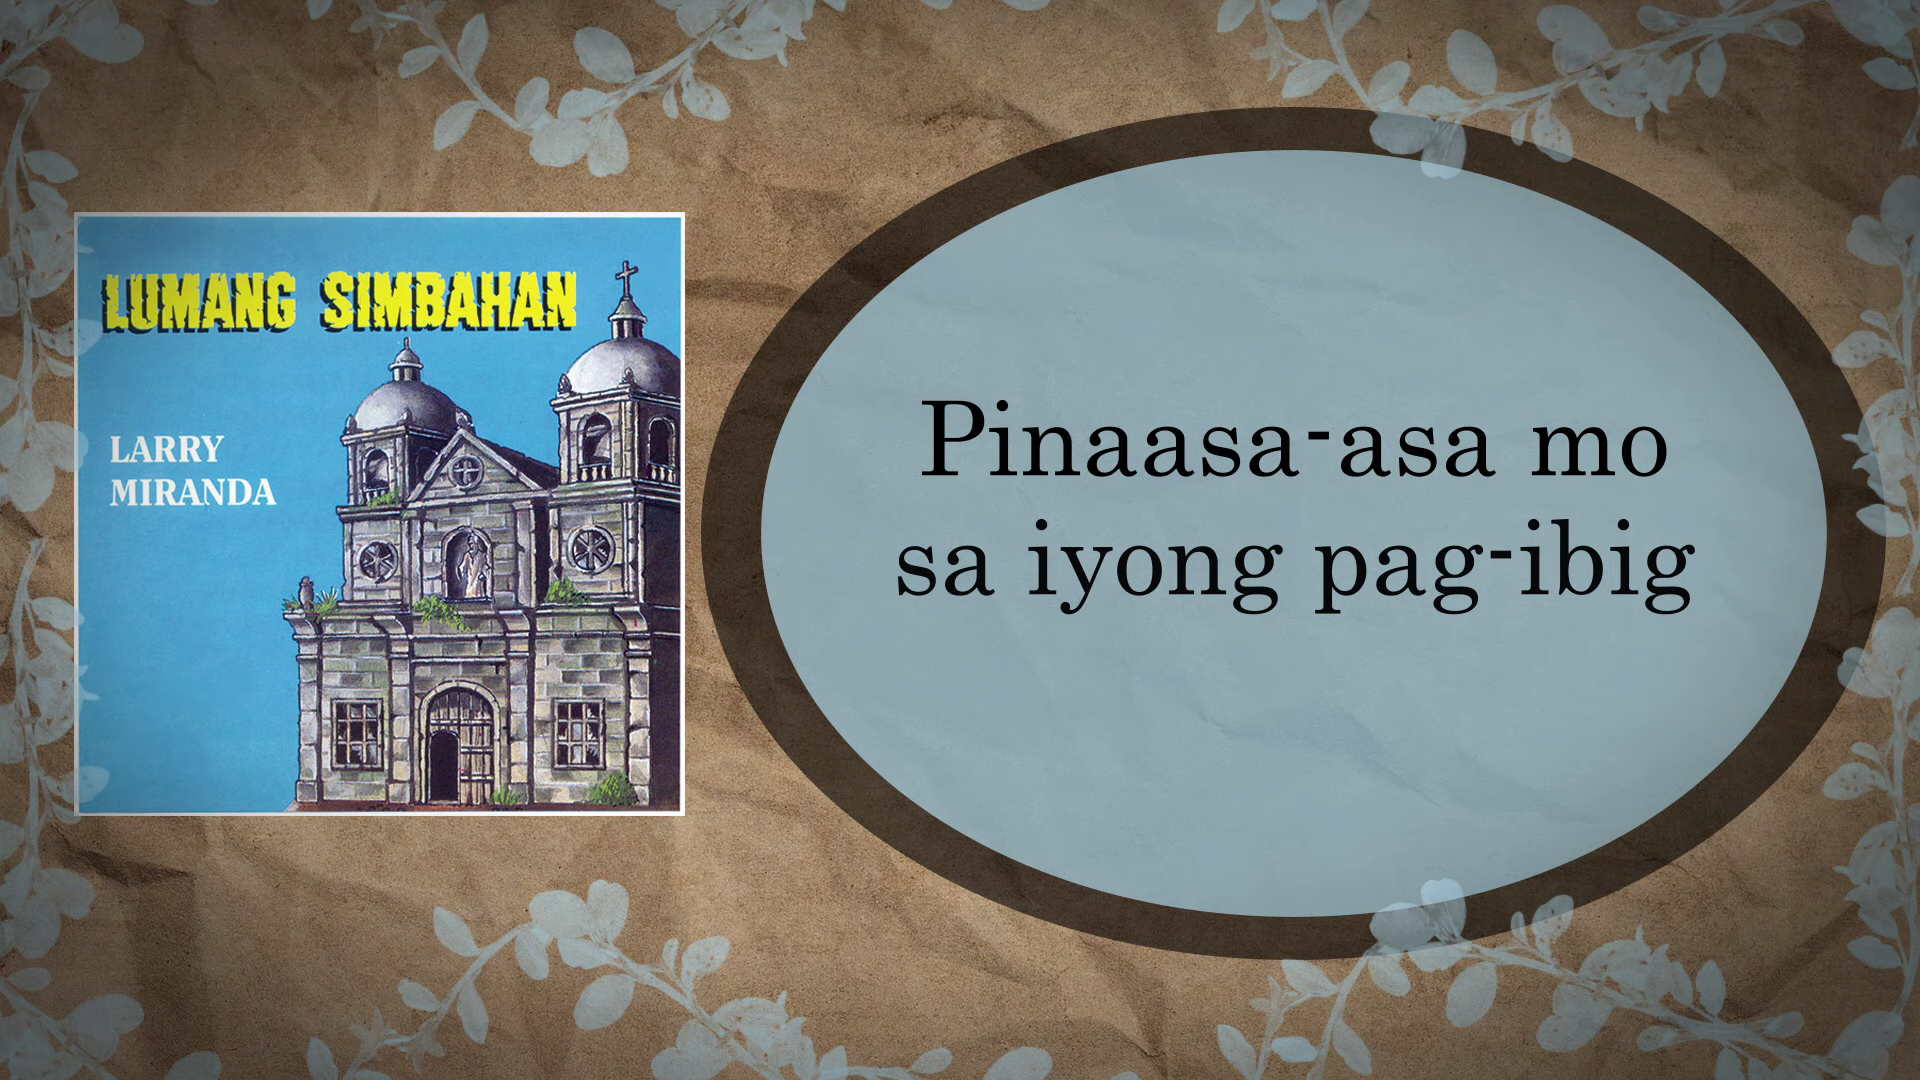 LUMANG SIMBAHAN
LARRY
MIRANDA
Pinaasa-asa mo
sa iyong pag-ibig